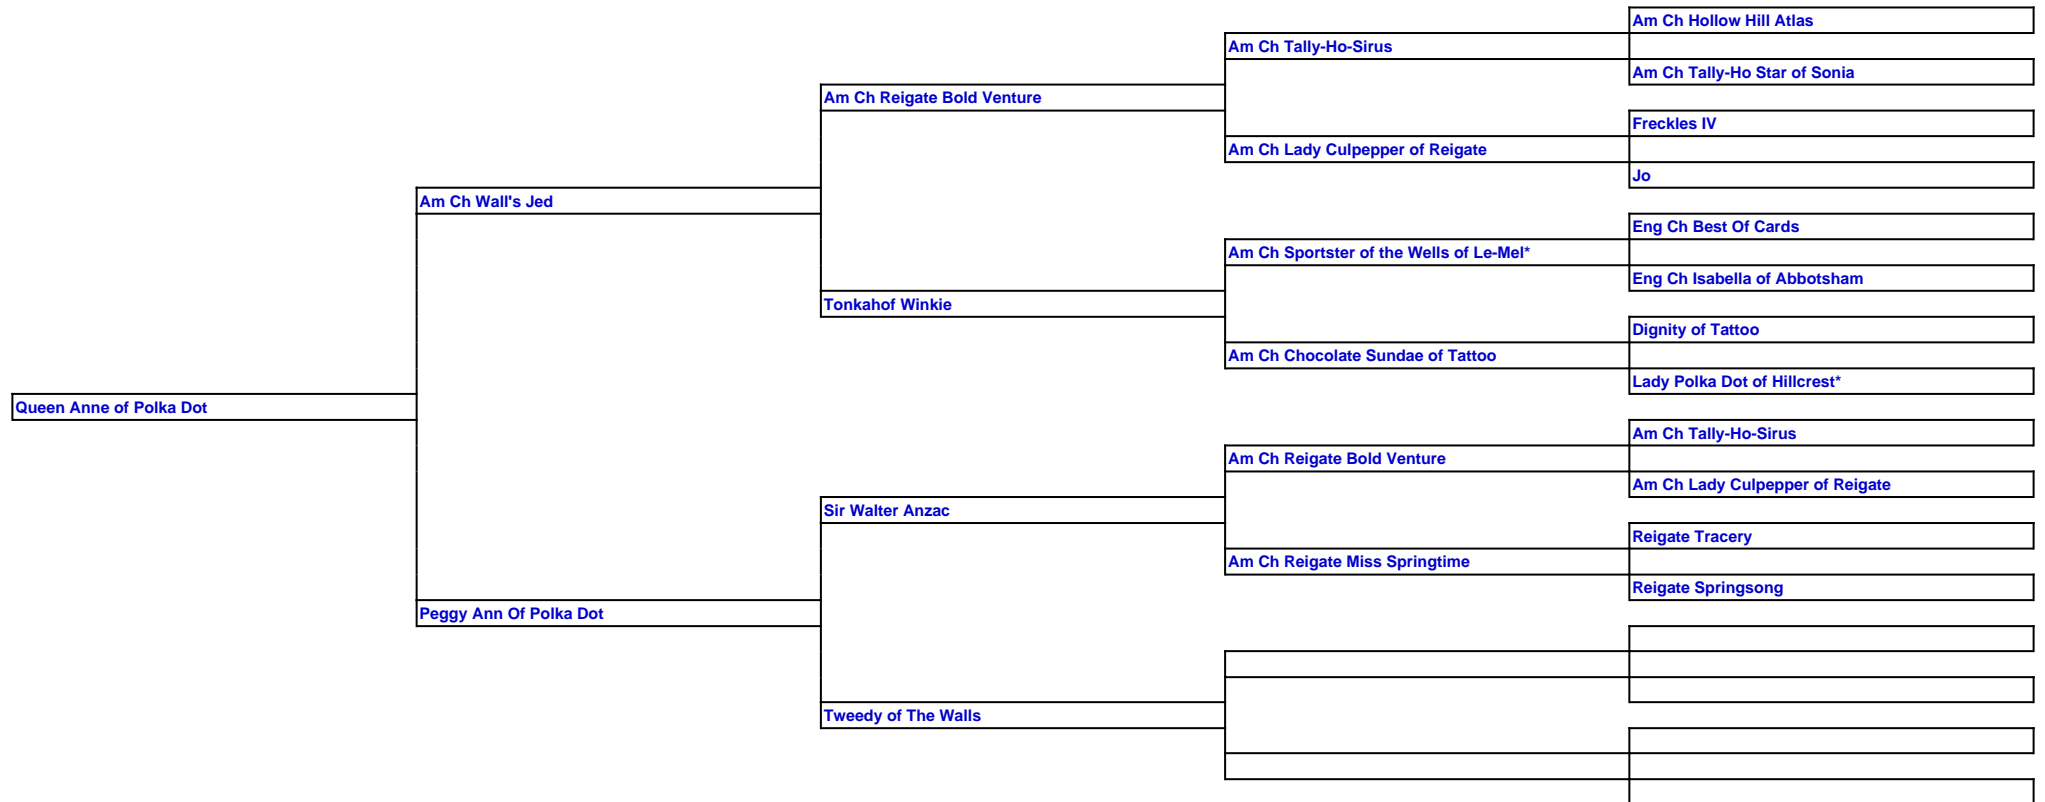 Am Ch Hollow Hill Atlas
Am Ch Tally-Ho-Sirus
Am Ch Tally-Ho Star of Sonia
Am Ch Reigate Bold Venture
Freckles IV
Am Ch Lady Culpepper of Reigate
Jo
Am Ch Wall's Jed
Eng Ch Best Of Cards
Am Ch Sportster of the Wells of Le-Mel*
Eng Ch Isabella of Abbotsham
Tonkahof Winkie
Dignity of Tattoo
Am Ch Chocolate Sundae of Tattoo
Lady Polka Dot of Hillcrest*
Queen Anne of Polka Dot
Am Ch Tally-Ho-Sirus
Am Ch Reigate Bold Venture
Am Ch Lady Culpepper of Reigate
Sir Walter Anzac
Reigate Tracery
Am Ch Reigate Miss Springtime
Reigate Springsong
Peggy Ann Of Polka Dot
Tweedy of The Walls